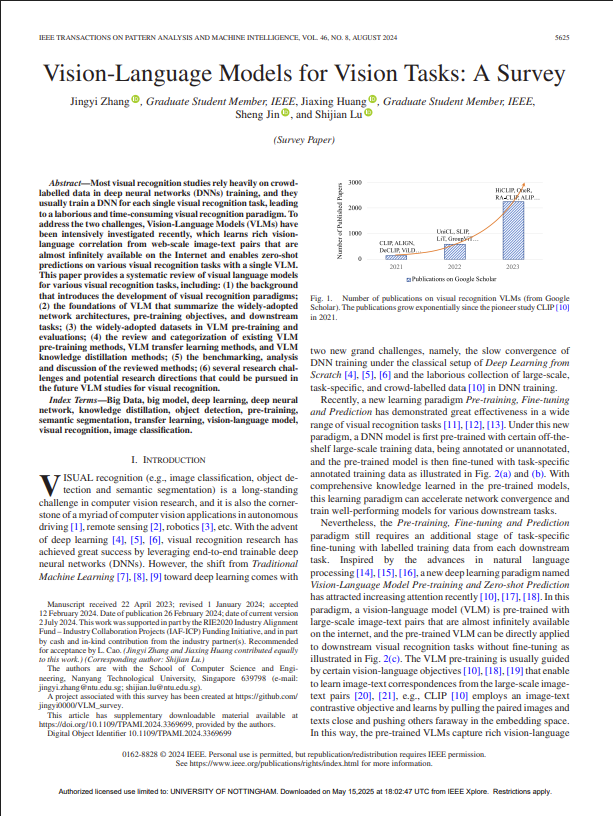 IEEE TRANSACTIONS ON PATTERN ANALYSIS AND MACHINE INTELLIGENCE, VOL. 46, NO. 8, AUGUST 2024 5625
Vision-Language Models for Vision Tasks: A Survey
Jingyi Zhang, Graduate Student Member, IEEE, Jiaxing Huang, Graduate Student Member, IEEE,
Sheng Jin, and Shijian Lu
(Survey Paper)
Abstract—Most visual recognition studies rely heavily on crowd-
labelled data in deep neural networks (DNNs) training, and they
usually train a DNN for each single visual recognition task, leading
to a laborious and time-consuming visual recognition paradigm. To
address the two challenges, Vision-Language Models (VLMs) have
been intensively investigated recently, which learns rich vision-
language correlation from web-scale image-text pairs that are
almost infinitely available on the Internet and enables zero-shot
predictions on various visual recognition tasks with a single VLM.
This paper provides a systematic review of visual language models
for various visual recognition tasks, including: (1) the background
that introduces the development of visual recognition paradigms;
(2) the foundations of VLM that summarize the widely-adopted
network architectures, pre-training objectives, and downstream
tasks; (3) the widely-adopted datasets in VLM pre-training and
evaluations; (4) the review and categorization of existing VLM
pre-training methods, VLM transfer learning methods, and VLM
knowledge distillation methods; (5) the benchmarking, analysis
and discussion of the reviewed methods; (6) several research chal-
lenges and potential research directions that could be pursued in
the future VLM studies for visual recognition.
Index Terms—Big Data, big model, deep learning, deep neural
network, knowledge distillation, object detection, pre-training,
semantic segmentation, transfer learning, vision-language model,
visual recognition, image classification.
I. INTRODUCTION
VISUAL recognition (e.g., image classification, object de-
tection and semantic segmentation) is a long-standing
challenge in computer vision research, and it is also the corner-
stone of a myriad of computer vision applications in autonomous
driving [1], remote sensing [2], robotics [3], etc. With the advent
of deep learning [4], [5], [6], visual recognition research has
achieved great success by leveraging end-to-end trainable deep
neural networks (DNNs). However, the shift from Traditional
Machine Learning [7], [8], [9] toward deep learning comes with
Manuscript received 22 April 2023; revised 1 January 2024; accepted
12 February 2024. Date of publication 26 February 2024; date of current version
2 July 2024. This work was supported in part by the RIE2020 Industry Alignment
Fund – Industry Collaboration Projects (IAF-ICP) Funding Initiative, and in part
by cash and in-kind contribution from the industry partner(s). Recommended
for acceptance by L. Cao. (Jingyi Zhang and Jiaxing Huang contributed equally
to this work.) (Corresponding author: Shijian Lu.)
The authors are with the School of Computer Science and Engi-
neering, Nanyang Technological University, Singapore 639798 (e-mail:
jingyi.zhang@ntu.edu.sg; shijian.lu@ntu.edu.sg).
A project associated with this survey has been created at https://github.com/
jingyi0000/VLM_survey.
This article has supplementary downloadable material available at
https://doi.org/10.1109/TPAMI.2024.3369699, provided by the authors.
Digital Object Identifier 10.1109/TPAMI.2024.3369699
Number of Published Papers
3000
2000
1000
0
CLIP, ALIGN,
DeCLIP, ViLD…
UniCL, SLIP,
LiT, GroupViT…
HiCLIP, OneR,
RA-CLIP, ALIP…
2021 2022 2023
Publications on Google Scholar
Fig. 1. Number of publications on visual recognition VLMs (from Google
Scholar). The publications grow exponentially since the pioneer study CLIP [10]
in 2021.
two new grand challenges, namely, the slow convergence of
DNN training under the classical setup of Deep Learning from
Scratch [4], [5], [6] and the laborious collection of large-scale,
task-specific, and crowd-labelled data [10] in DNN training.
Recently, a new learning paradigm Pre-training, Fine-tuning
and Prediction has demonstrated great effectiveness in a wide
range of visual recognition tasks [11], [12], [13]. Under this new
paradigm, a DNN model is first pre-trained with certain off-the-
shelf large-scale training data, being annotated or unannotated,
and the pre-trained model is then fine-tuned with task-specific
annotated training data as illustrated in Fig. 2(a) and (b). With
comprehensive knowledge learned in the pre-trained models,
this learning paradigm can accelerate network convergence and
train well-performing models for various downstream tasks.
Nevertheless, the Pre-training, Fine-tuning and Prediction
paradigm still requires an additional stage of task-specific
fine-tuning with labelled training data from each downstream
task. Inspired by the advances in natural language
processing [14], [15], [16], a new deep learning paradigm named
Vision-Language Model Pre-training and Zero-shot Prediction
has attracted increasing attention recently [10], [17], [18]. In this
paradigm, a vision-language model (VLM) is pre-trained with
large-scale image-text pairs that are almost infinitely available
on the internet, and the pre-trained VLM can be directly applied
to downstream visual recognition tasks without fine-tuning as
illustrated in Fig. 2(c). The VLM pre-training is usually guided
by certain vision-language objectives [10], [18], [19] that enable
to learn image-text correspondences from the large-scale image-
text pairs [20], [21], e.g., CLIP [10] employs an image-text
contrastive objective and learns by pulling the paired images and
texts close and pushing others faraway in the embedding space.
In this way, the pre-trained VLMs capture rich vision-language
0162-8828 © 2024 IEEE. Personal use is permitted, but republication/redistribution requires IEEE permission.
See https://www.ieee.org/publications/rights/index.html for more information.
Authorized licensed use limited to: UNIVERSITY OF NOTTINGHAM. Downloaded on May 15,2025 at 18:02:47 UTC from IEEE Xplore. Restrictions apply.